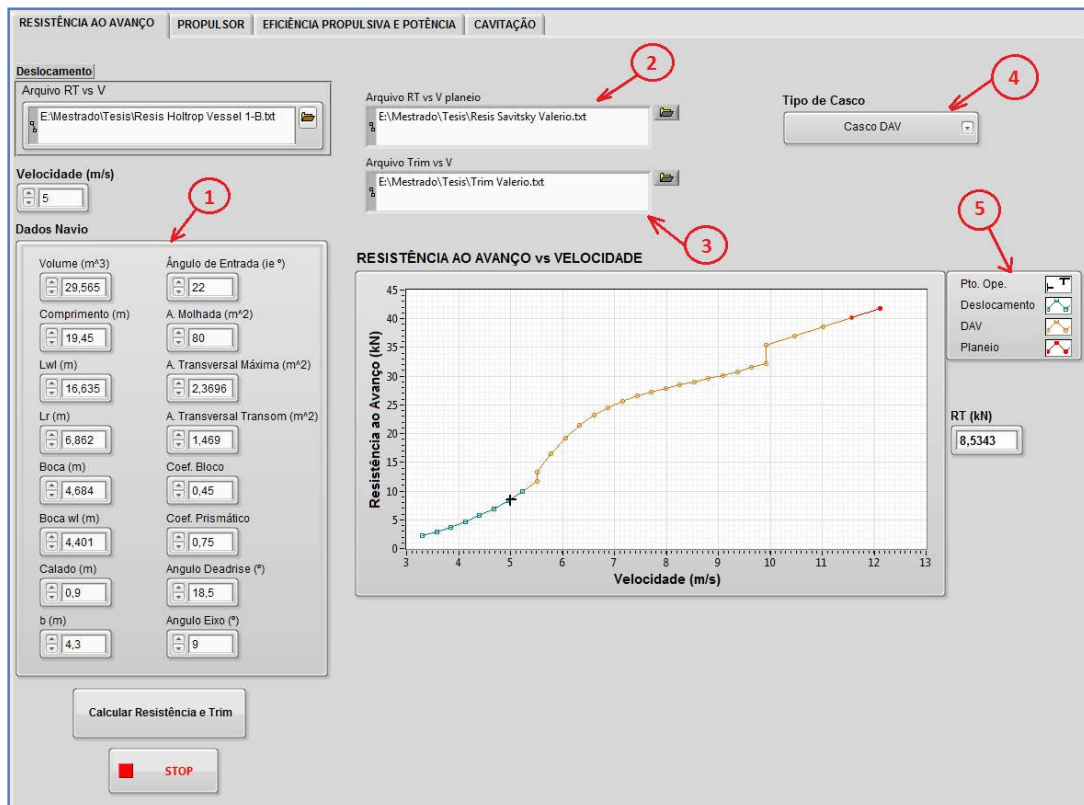 RESISTÊNCIA AO AVANÇO
PROPULSOR
EFICIÊNCIA PROPULSIVA E POTÊNCIA
CAVITAÇÃO
Deslocamento
Arquivo RT vs V
E:\Mestrado\Tesis\Resis Holtrop Vessel 1-B.txt
Velocidade (m/s)
5
1
Dados Navio
Volume (m^3)
29,565
Ângulo de Entrada (ie º)
22
Comprimento (m)
19,45
A. Molhada (m^2)
80
Lwl (m)
16,635
A. Transversal Máxima (m^2)
2,3696
Lr (m)
6,862
A. Transversal Transom (m^2)
1,469
Boca (m)
4,684
Coef. Bloco
0,45
Boca wl (m)
4,401
Coef. Prismático
0,75
Calado (m)
0,9
Angulo Deadrise (º)
18,5
b (m)
4,3
Angulo Eixo (º)
9
Calcular Resistência e Trim
STOP
2
Arquivo RT vs V planeio
E:\Mestrado\Tesis\Resis Savitsky Valerio.txt
Arquivo Trim vs V
E:\Mestrado\Tesis\Trim Valerio.txt
3
4
Tipo de Casco
Casco DAV
RESISTÊNCIA AO AVANÇO vs VELOCIDADE
Resistência ao Avanço (kN)
45
40
35
30
25
20
15
10
5
0
3 4 5 6 7 8 9 10 11 12 13
Velocidade (m/s)
5
Pto. Ope.
Deslocamento
DAV
Planeio
RT (kN)
8,5343